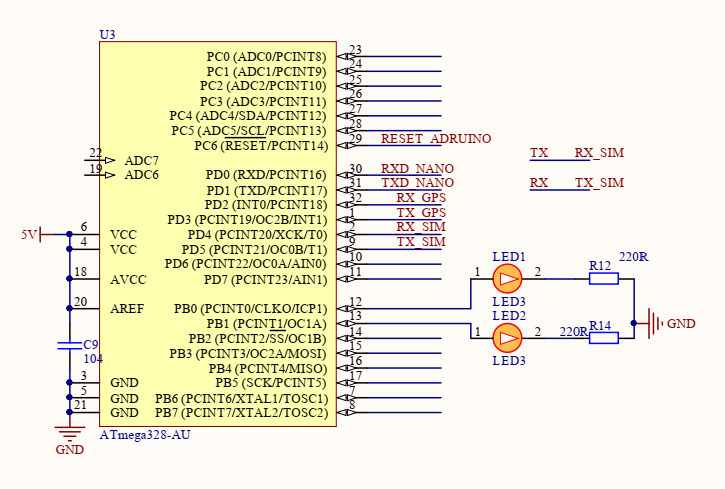 U3
PC0 (ADC0/PCINT8) 23
PC1 (ADC1/PCINT9) 24
PC2 (ADC2/PCINT10) 25
PC3 (ADC3/PCINT11) 26
PC4 (ADC4/SDA/PCINT12) 27
PC5 (ADC5/SCL/PCINT13) 28
PC6 (RESET/PCINT14) 29 RESET_ADRUINO
22 ADC7
19 ADC6
TX RX_SIM
RX TX_SIM
PD0 (RXD/PCINT16) 30 RXD_NANO
PD1 (TXD/PCINT17) 31 TXD_NANO
PD2 (INT0/PCINT18) 32 RX_GPS
PD3 (PCINT19/OC2B/INT1) 1 TX_GPS
5V 6 VCC PD4 (PCINT20/XCK/T0) 2 RX_SIM
4 VCC PD5 (PCINT21/OC0B/T1) 9 TX_SIM
PD6 (PCINT22/OC0A/AIN0) 10
18 AVCC PD7 (PCINT23/AIN1) 11
LED1
1 2 R12 220R
LED3
20 AREF PB0 (PCINT0/CLKO/ICP1) 12
PB1 (PCINT1/OC1A) 13
LED2
1 2 220R R14
LED3
GND
PB2 (PCINT2/SS/OC1B) 14
C9
104
PB3 (PCINT3/OC2A/MOSI) 15
PB4 (PCINT4/MISO) 16
3 GND PB5 (SCK/PCINT5) 17
5 GND PB6 (PCINT6/XTAL1/TOSC1) 7
21 GND PB7 (PCINT7/XTAL2/TOSC2) 8
ATmega328-AU
GND